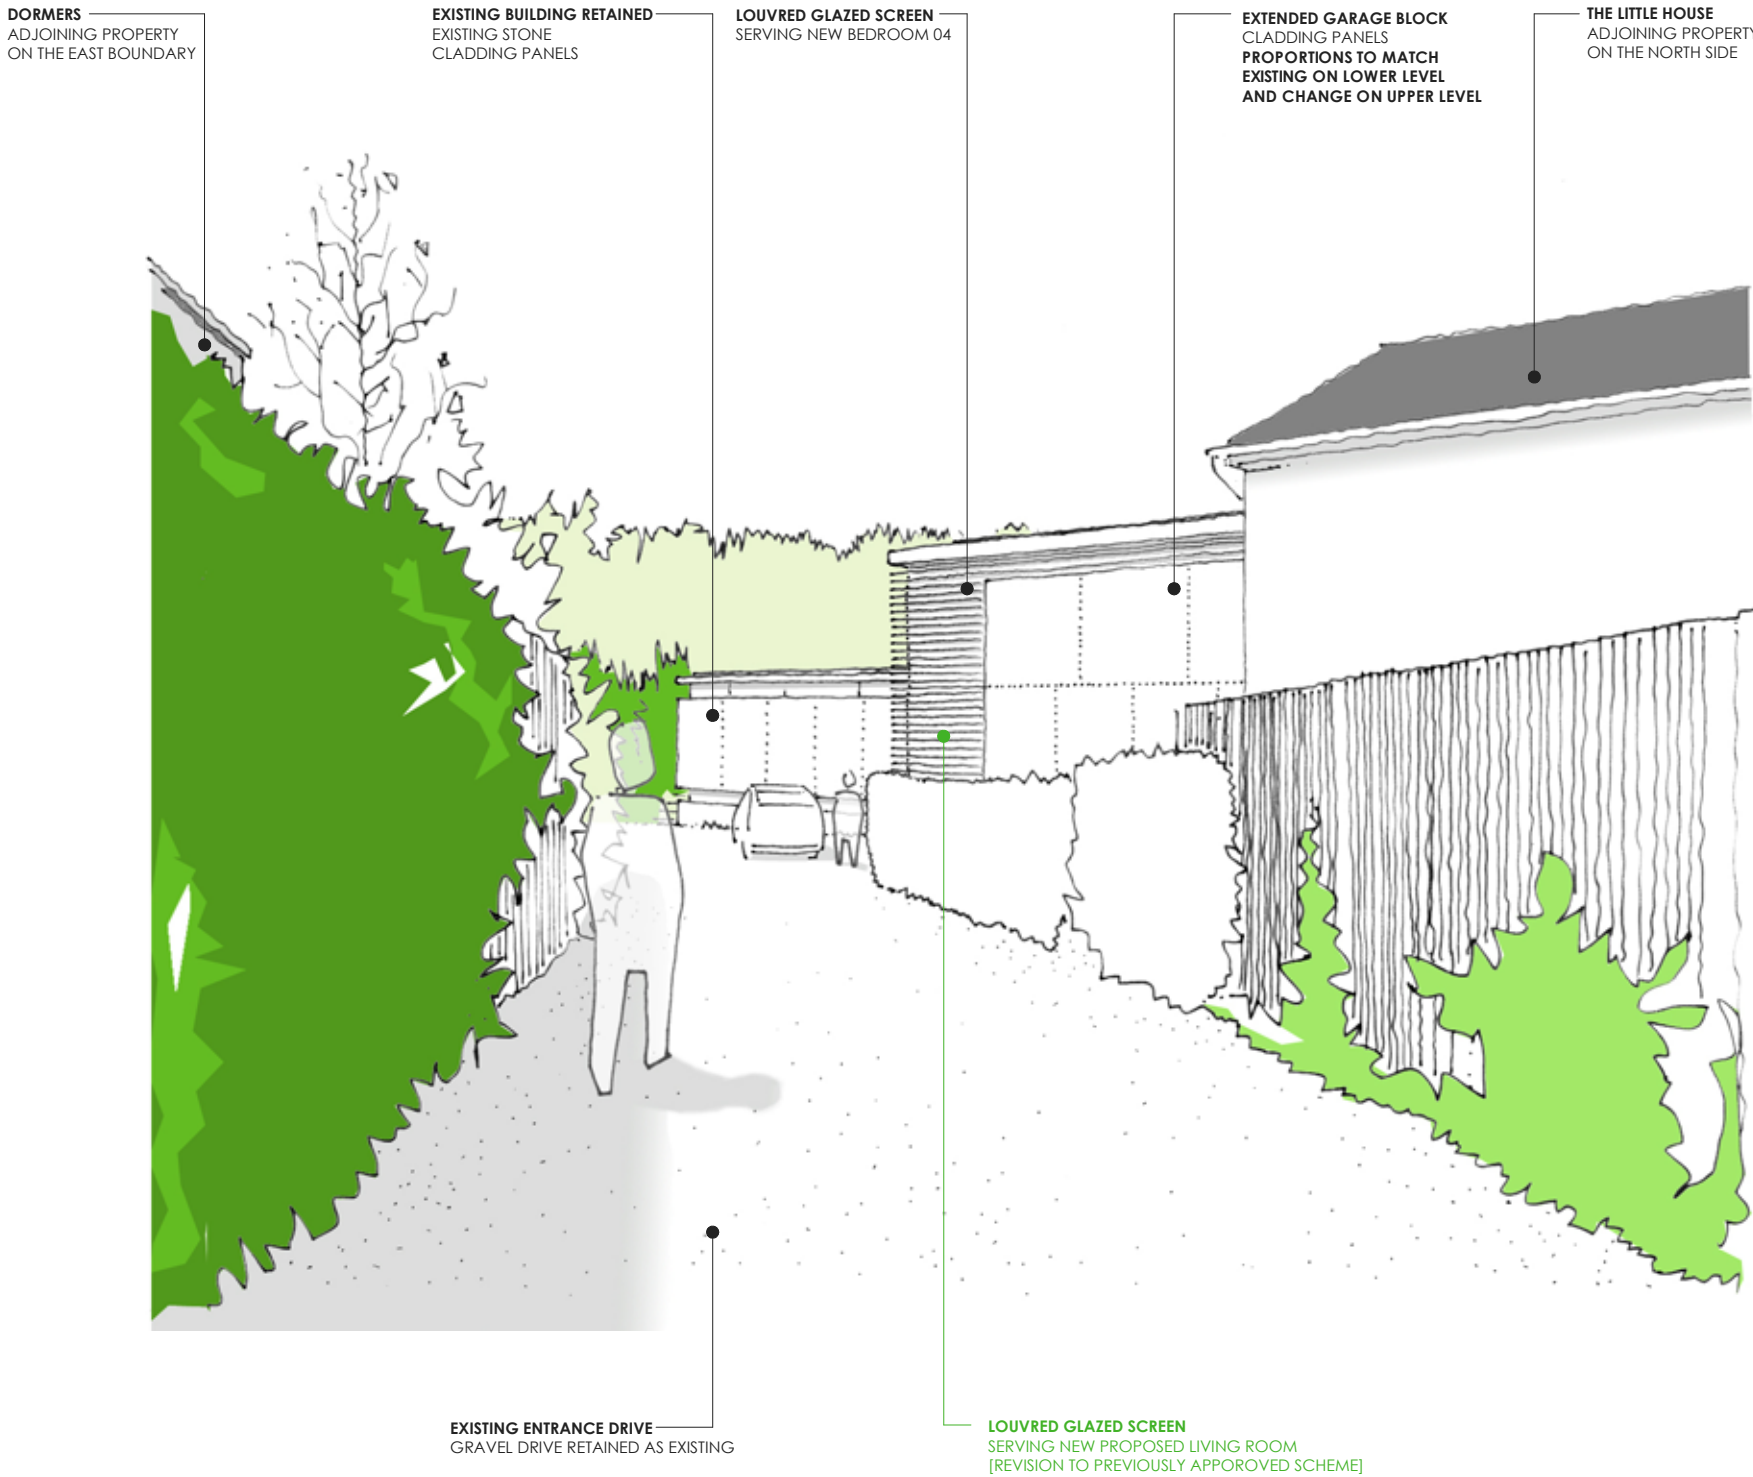 DORMERS
ADJOINING PROPERTY
ON THE EAST BOUNDARY
EXISTING BUILDING RETAINED
EXISTING STONE
CLADDING PANELS
LOUVRED GLAZED SCREEN
SERVING NEW BEDROOM 04
EXTENDED GARAGE BLOCK
CLADDING PANELS
PROPORTIONS TO MATCH
EXISTING ON LOWER LEVEL
AND CHANGE ON UPPER LEVEL
THE LITTLE HOUSE
ADJOINING PROPERTY
ON THE NORTH SIDE
EXISTING ENTRANCE DRIVE
GRAVEL DRIVE RETAINED AS EXISTING
LOUVRED GLAZED SCREEN
SERVING NEW PROPOSED LIVING ROOM
[REVISION TO PREVIOUSLY APPOROVED SCHEME]